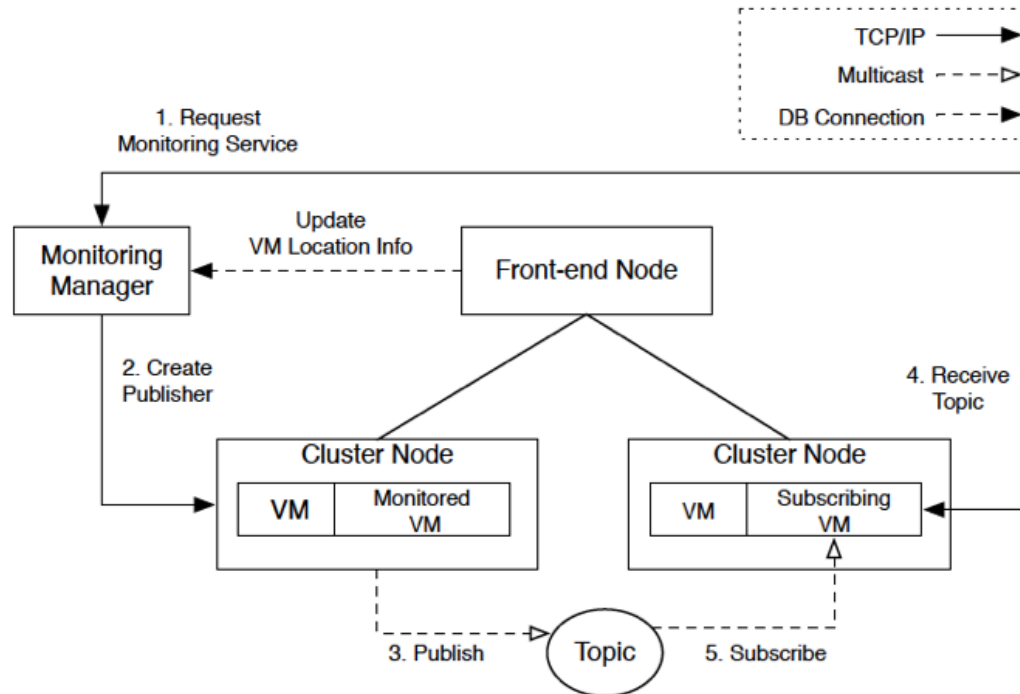 TCP/IP
Multicast
DB Connection
1. Request
Monitoring Service
Update
VM Location Info
Monitoring
Manager
Front-end Node
2. Create
Publisher
4. Receive
Topic
Cluster Node
VM
Monitored
VM
Cluster Node
VM
Subscribing
VM
3. Publish
Topic
5. Subscribe